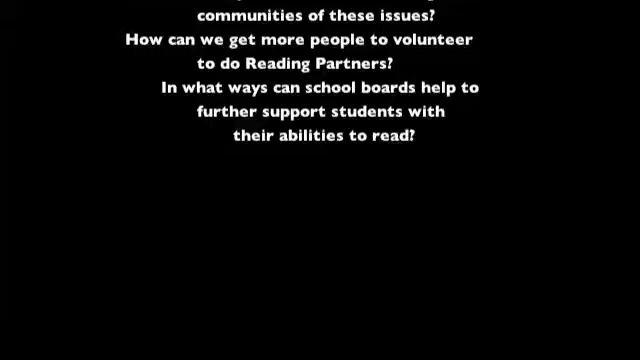 communities of these issues?
How can we get more people to volunteer
to do Reading Partners?
In what ways can school boards help to
further support students with
their abilities to read?